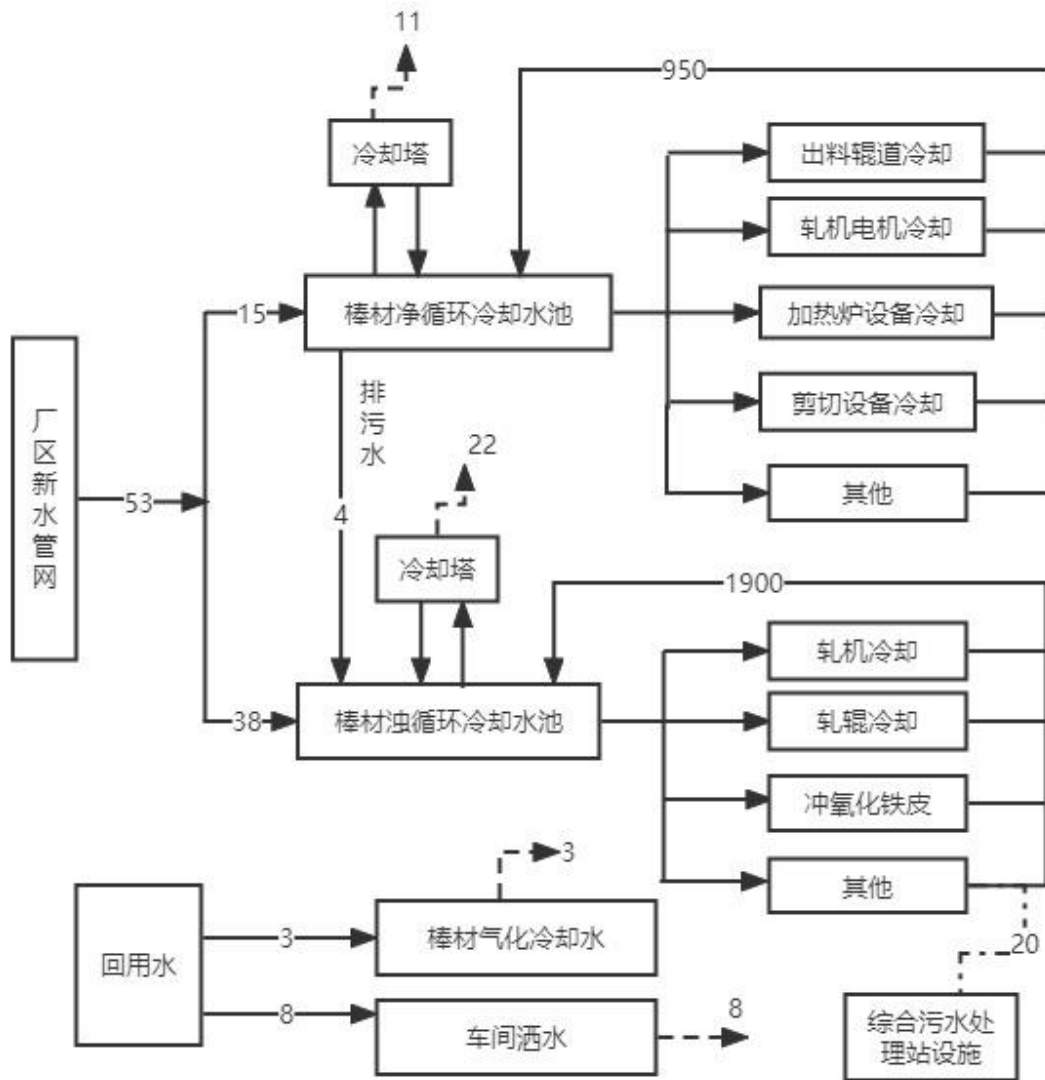 11
950
冷却塔
出料辊道冷却
轧机电机冷却
15
棒材净循环冷却水池
加热炉设备冷却
厂区新水管网
排污水
剪切设备冷却
22
53
4
其他
冷却塔
1900
轧机冷却
38
棒材浊循环冷却水池
轧辊冷却
冲氧化铁皮
3
其他
回用水
3
棒材气化冷却水
20
8
车间洒水
8
综合污水处
理站设施